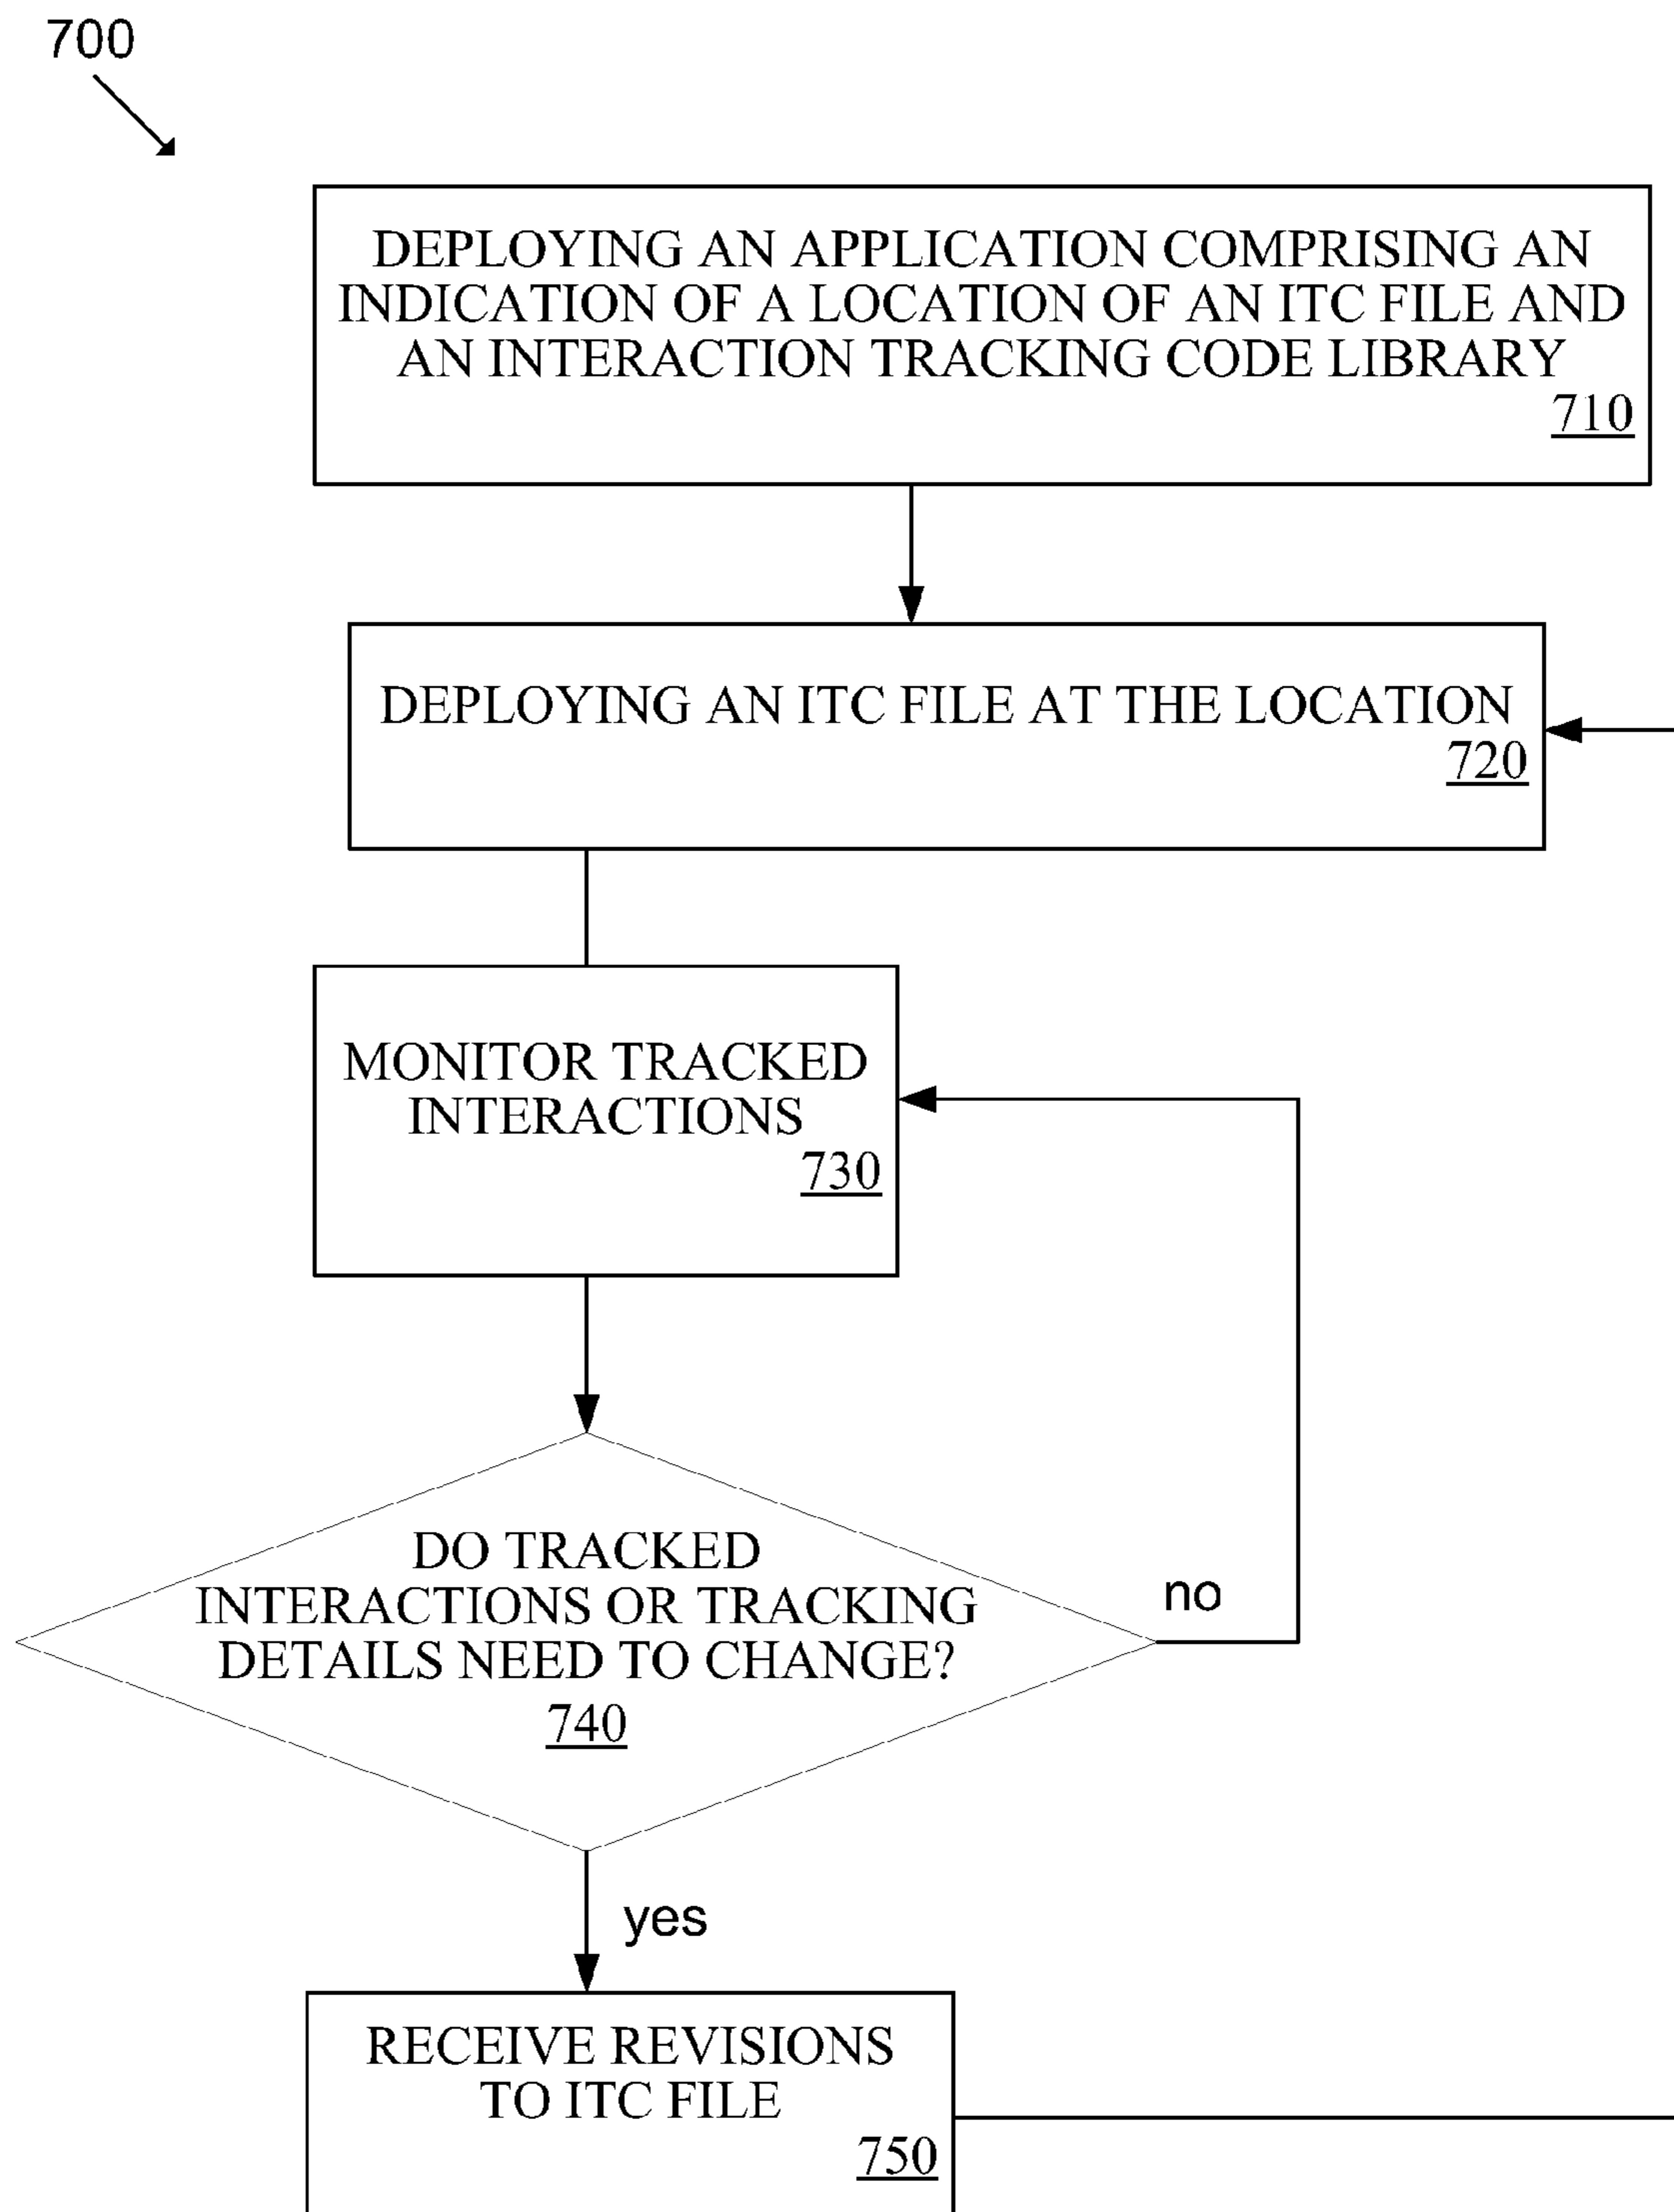 700
DEPLOYING AN APPLICATION COMPRISING AN
INDICATION OF A LOCATION OF AN ITC FILE AND
AN INTERACTION TRACKING CODE LIBRARY
710
DEPLOYING AN ITC FILE AT THE LOCATION
720
MONITOR TRACKED
INTERACTIONS
730
DO TRACKED
INTERACTIONS OR TRACKING
DETAILS NEED TO CHANGE?
740
no
yes
RECEIVE REVISIONS
TO ITC FILE
750